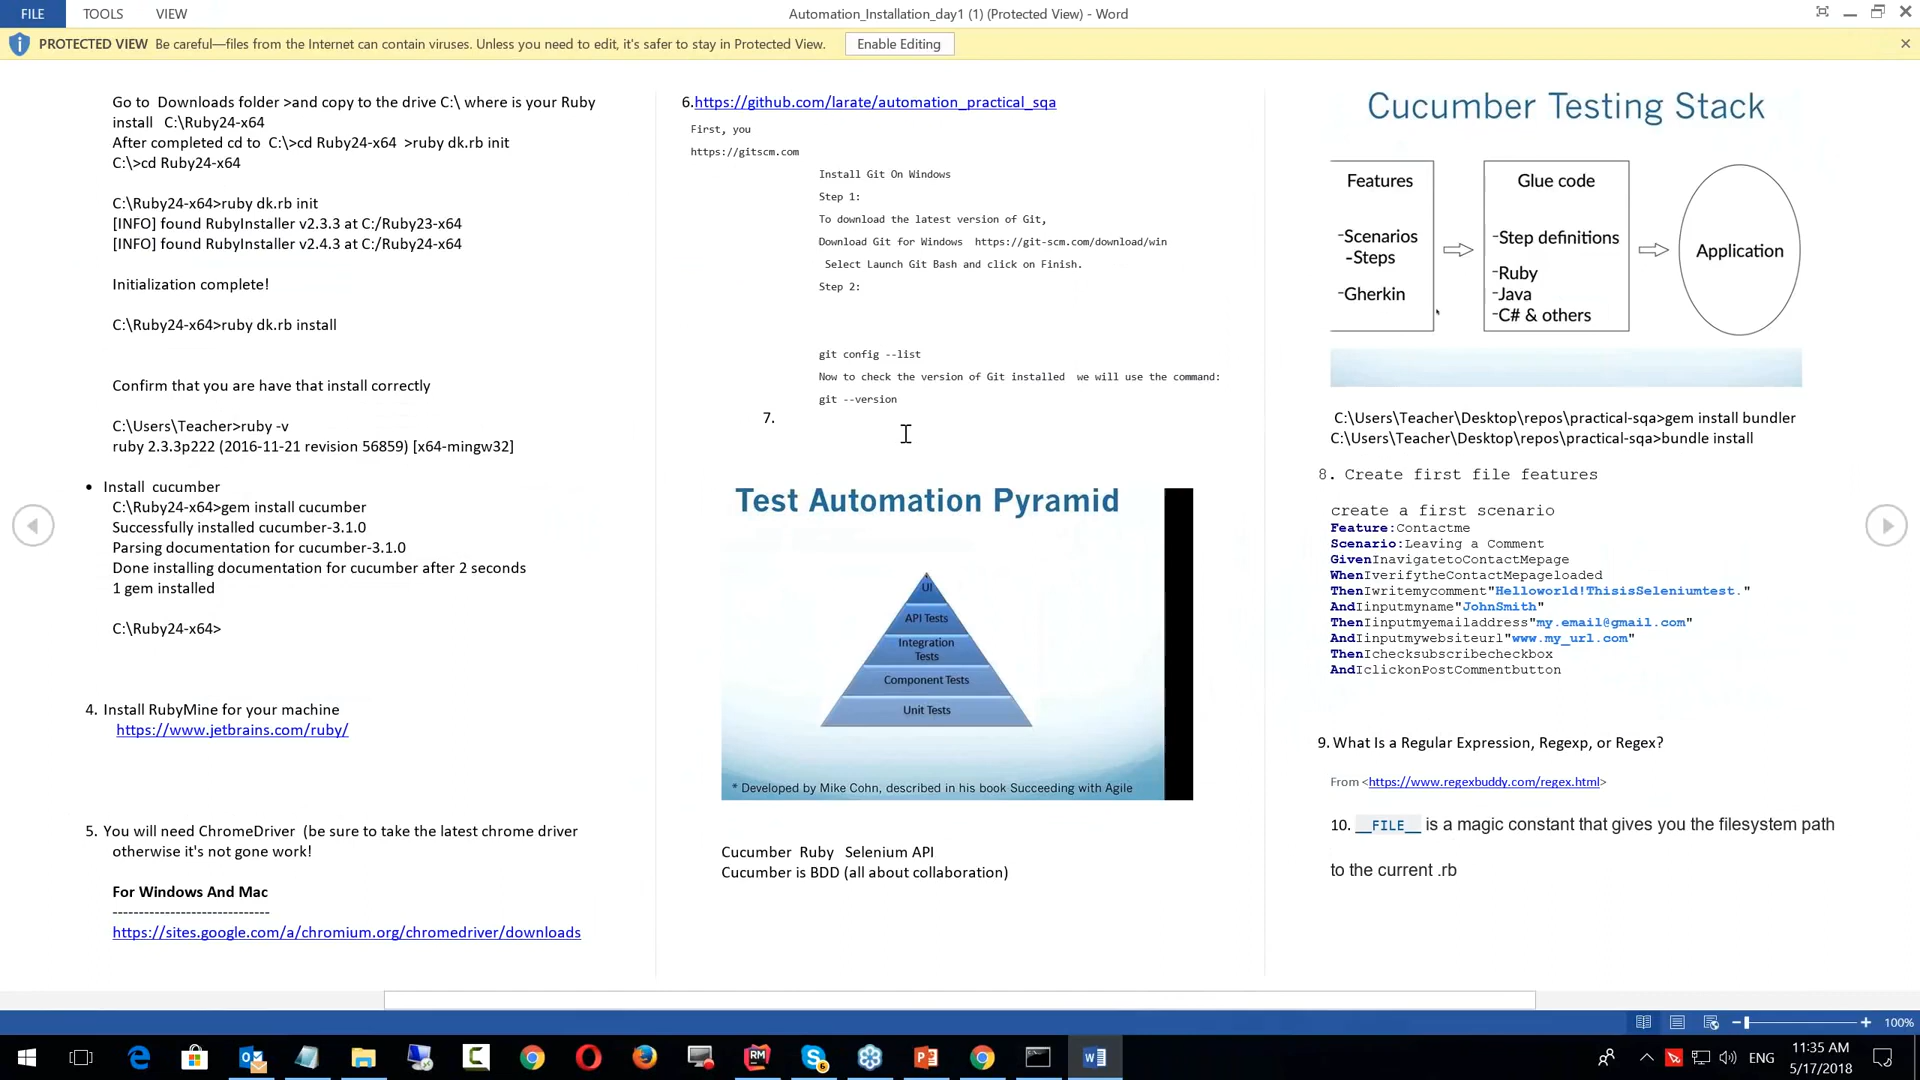 FILE TOOLS VIEW
Automation_Installation_day1 (1) (Protected View) - Word
PROTECTED VIEW Be careful—files from the Internet can contain viruses. Unless you need to edit, it's safer to stay in Protected View. Enable Editing
Go to Downloads folder >and copy to the drive C:\ where is your Ruby
install C:\Ruby24-x64
After completed cd to C:\>cd Ruby24-x64 >ruby dk.rb init
C:\>cd Ruby24-x64
C:\Ruby24-x64>ruby dk.rb init
[INFO] found RubyInstaller v2.3.3 at C:/Ruby23-x64
[INFO] found RubyInstaller v2.4.3 at C:/Ruby24-x64
Initialization complete!
C:\Ruby24-x64>ruby dk.rb install
Confirm that you are have that install correctly
C:\Users\Teacher>ruby -v
ruby 2.3.3p222 (2016-11-21 revision 56859) [x64-mingw32]
• Install cucumber
C:\Ruby24-x64>gem install cucumber
Successfully installed cucumber-3.1.0
Parsing documentation for cucumber-3.1.0
Done installing documentation for cucumber after 2 seconds
1 gem installed
C:\Ruby24-x64>
4. Install RubyMine for your machine
https://www.jetbrains.com/ruby/
5. You will need ChromeDriver (be sure to take the latest chrome driver
otherwise it's not gone work!
For Windows And Mac
-----------------------------
https://sites.google.com/a/chromium.org/chromedriver/downloads
6.https://github.com/larate/automation_practical_sqa
First, you
https://gitscm.com
Install Git On Windows
Step 1:
To download the latest version of Git,
Download Git for Windows https://git-scm.com/download/win
Select Launch Git Bash and click on Finish.
Step 2:
git config --list
Now to check the version of Git installed we will use the command:
git --version
7.
Test Automation Pyramid
UI
API Tests
Integration
Tests
Component Tests
Unit Tests
* Developed by Mike Cohn, described in his book Succeeding with Agile
Cucumber Ruby Selenium API
Cucumber is BDD (all about collaboration)
Cucumber Testing Stack
Features
-Scenarios
-Steps
-Gherkin
Glue code
-Step definitions
-Ruby
-Java
-C# & others
Application
C:\Users\Teacher\Desktop\repos\practical-sqa>gem install bundler
C:\Users\Teacher\Desktop\repos\practical-sqa>bundle install
8. Create first file features
create a first scenario
Feature:Contactme
Scenario:Leaving a Comment
GivenInavigatetoContactMepage
WhenIverifytheContactMepageloaded
ThenIwritemycomment"Helloworld!ThisisSeleniumtest."
AndIinputmyname"JohnSmith"
ThenIinputmyemailaddress"my.email@gmail.com"
AndIinputmywebsiteurl"www.my_url.com"
ThenIchecksubscribecheckbox
AndIclickonPostCommentbutton
9. What Is a Regular Expression, Regexp, or Regex?
From <https://www.regexbuddy.com/regex.html>
10. __FILE__ is a magic constant that gives you the filesystem path
to the current .rb
100%
ENG
11:35 AM
5/17/2018